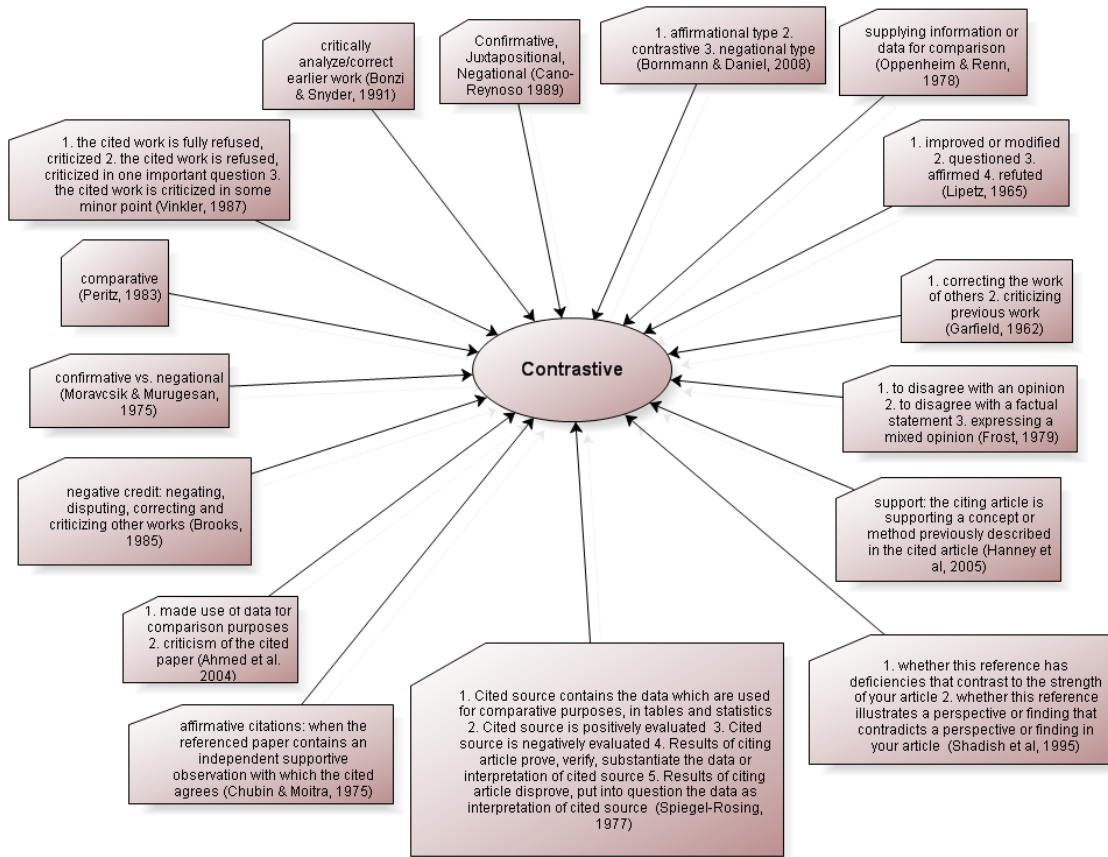 critically
analyze/correct
earlier work (Bonzi
& Snyder, 1991)
Confirmative,
Juxtapositional,
Negational (Cano-
Reynoso 1989)
1. affirmational type 2.
contrastive 3. negational type
(Bornmann & Daniel, 2008)
supplying information or
data for comparison
(Oppenheim & Renn,
1978)
1. the cited work is fully refused,
criticized 2. the cited work is refused,
criticized in one important question 3.
the cited work is criticized in some
minor point (Vinkler, 1987)
1. improved or modified
2. questioned 3.
affirmed 4. refuted
(Lipetz, 1965)
comparative
(Peritz, 1983)
1. correcting the work
of others 2. criticizing
previous work
(Garfield, 1962)
Contrastive
confirmative vs. negational
(Moravcsik & Murugesan,
1975)
1. to disagree with an opinion
2. to disagree with a factual
statement 3. expressing a
mixed opinion (Frost, 1979)
negative credit: negating,
disputing, correcting and
criticizing other works (Brooks,
1985)
support: the citing article is
supporting a concept or
method previously described
in the cited article (Hanney
et al, 2005)
1. made use of data for
comparison purposes
2. criticism of the cited
paper (Ahmed et al.
2004)
affirmative citations: when the
referenced paper contains an
independent supportive
observation with which the cited
agrees (Chubin & Moitra, 1975)
1. Cited source contains the data which are used
for comparative purposes, in tables and statistics
2. Cited source is positively evaluated 3. Cited
source is negatively evaluated 4. Results of citing
article prove, verify, substantiate the data or
interpretation of cited source 5. Results of citing
article disprove, put into question the data as
interpretation of cited source (Spiegel-Rosing,
1977)
1. whether this reference has
deficiencies that contrast to the strength
of your article 2. whether this reference
illustrates a perspective or finding that
contradicts a perspective or finding in
your article (Shadish et al, 1995)